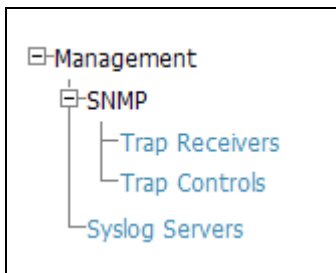 Management
SNMP
Trap Receivers
Trap Controls
Syslog Servers